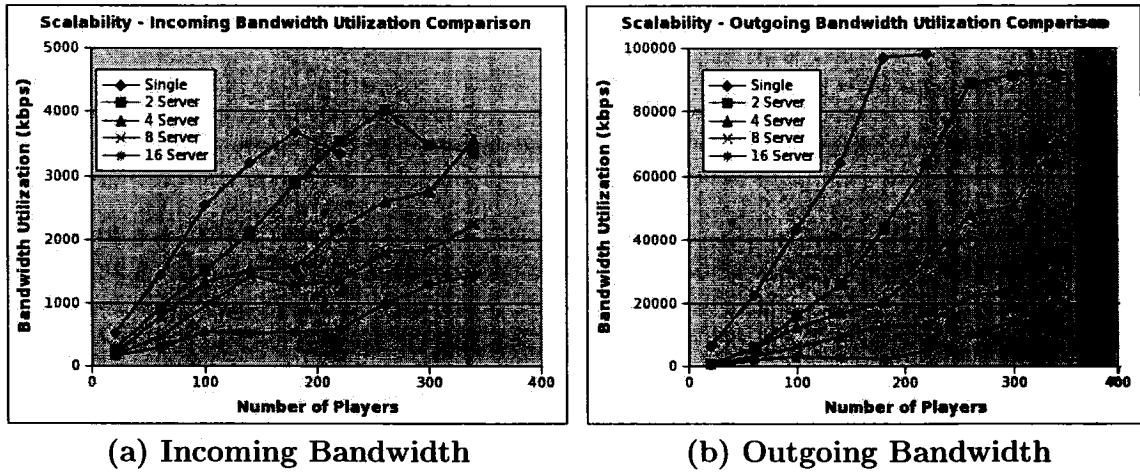 Scalability - Incoming Bandwidth Utilization Comparison
5000
4000
3000
2000
1000
0
Bandwidth Utilization (kbps)
Single
2 Server
4 Server
8 Server
16 Server
0 100 200 300 400
Number of Players
(a) Incoming Bandwidth
Scalability - Outgoing Bandwidth Utilization Comparison
100000
80000
60000
40000
20000
0
Bandwidth Utilization (kbps)
Single
2 Server
4 Server
8 Server
16 Server
0 100 200 300 400
Number of Players
(b) Outgoing Bandwidth